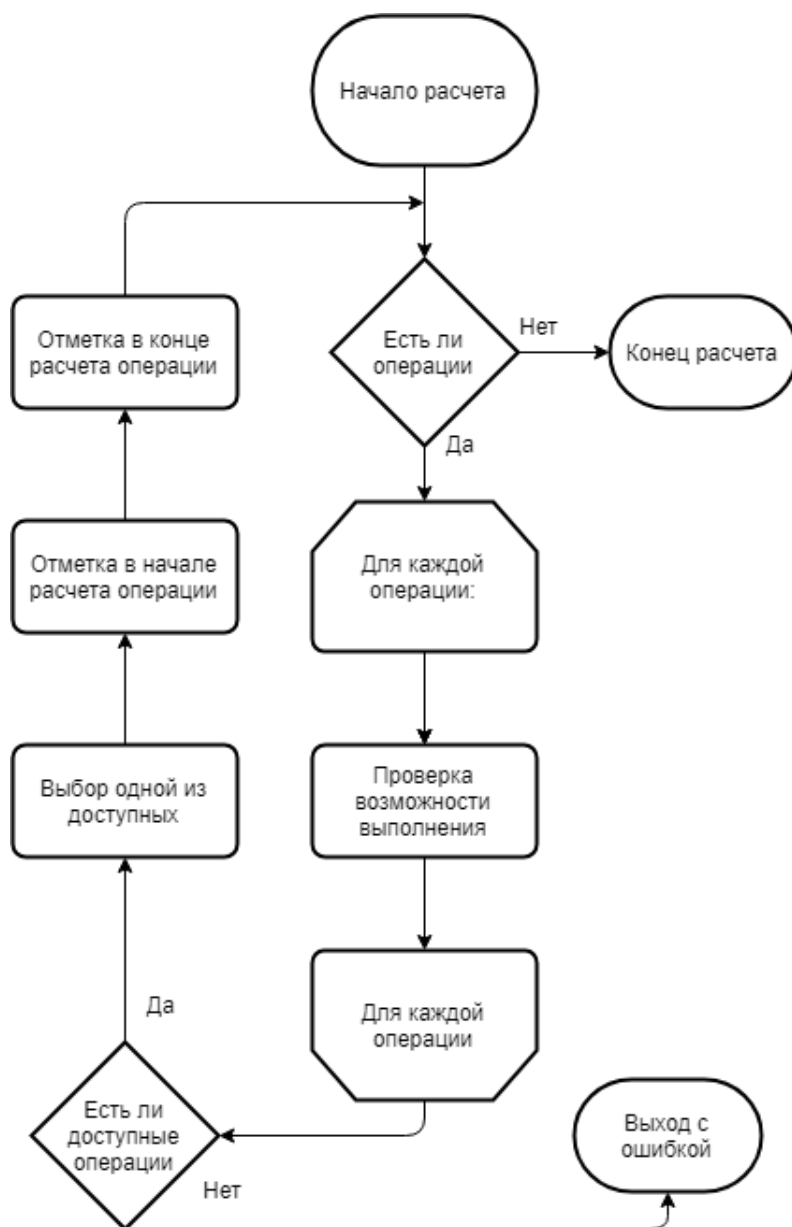 Начало расчета
Есть ли
операции
Нет
Конец расчета
Да
Для каждой
операции:
Проверка
возможности
выполнения
Для каждой
операции
Есть ли
доступные
операции
Да
Нет
Выбор одной из
доступных
Отметка в начале
расчета операции
Отметка в конце
расчета операции
Выход с
ошибкой